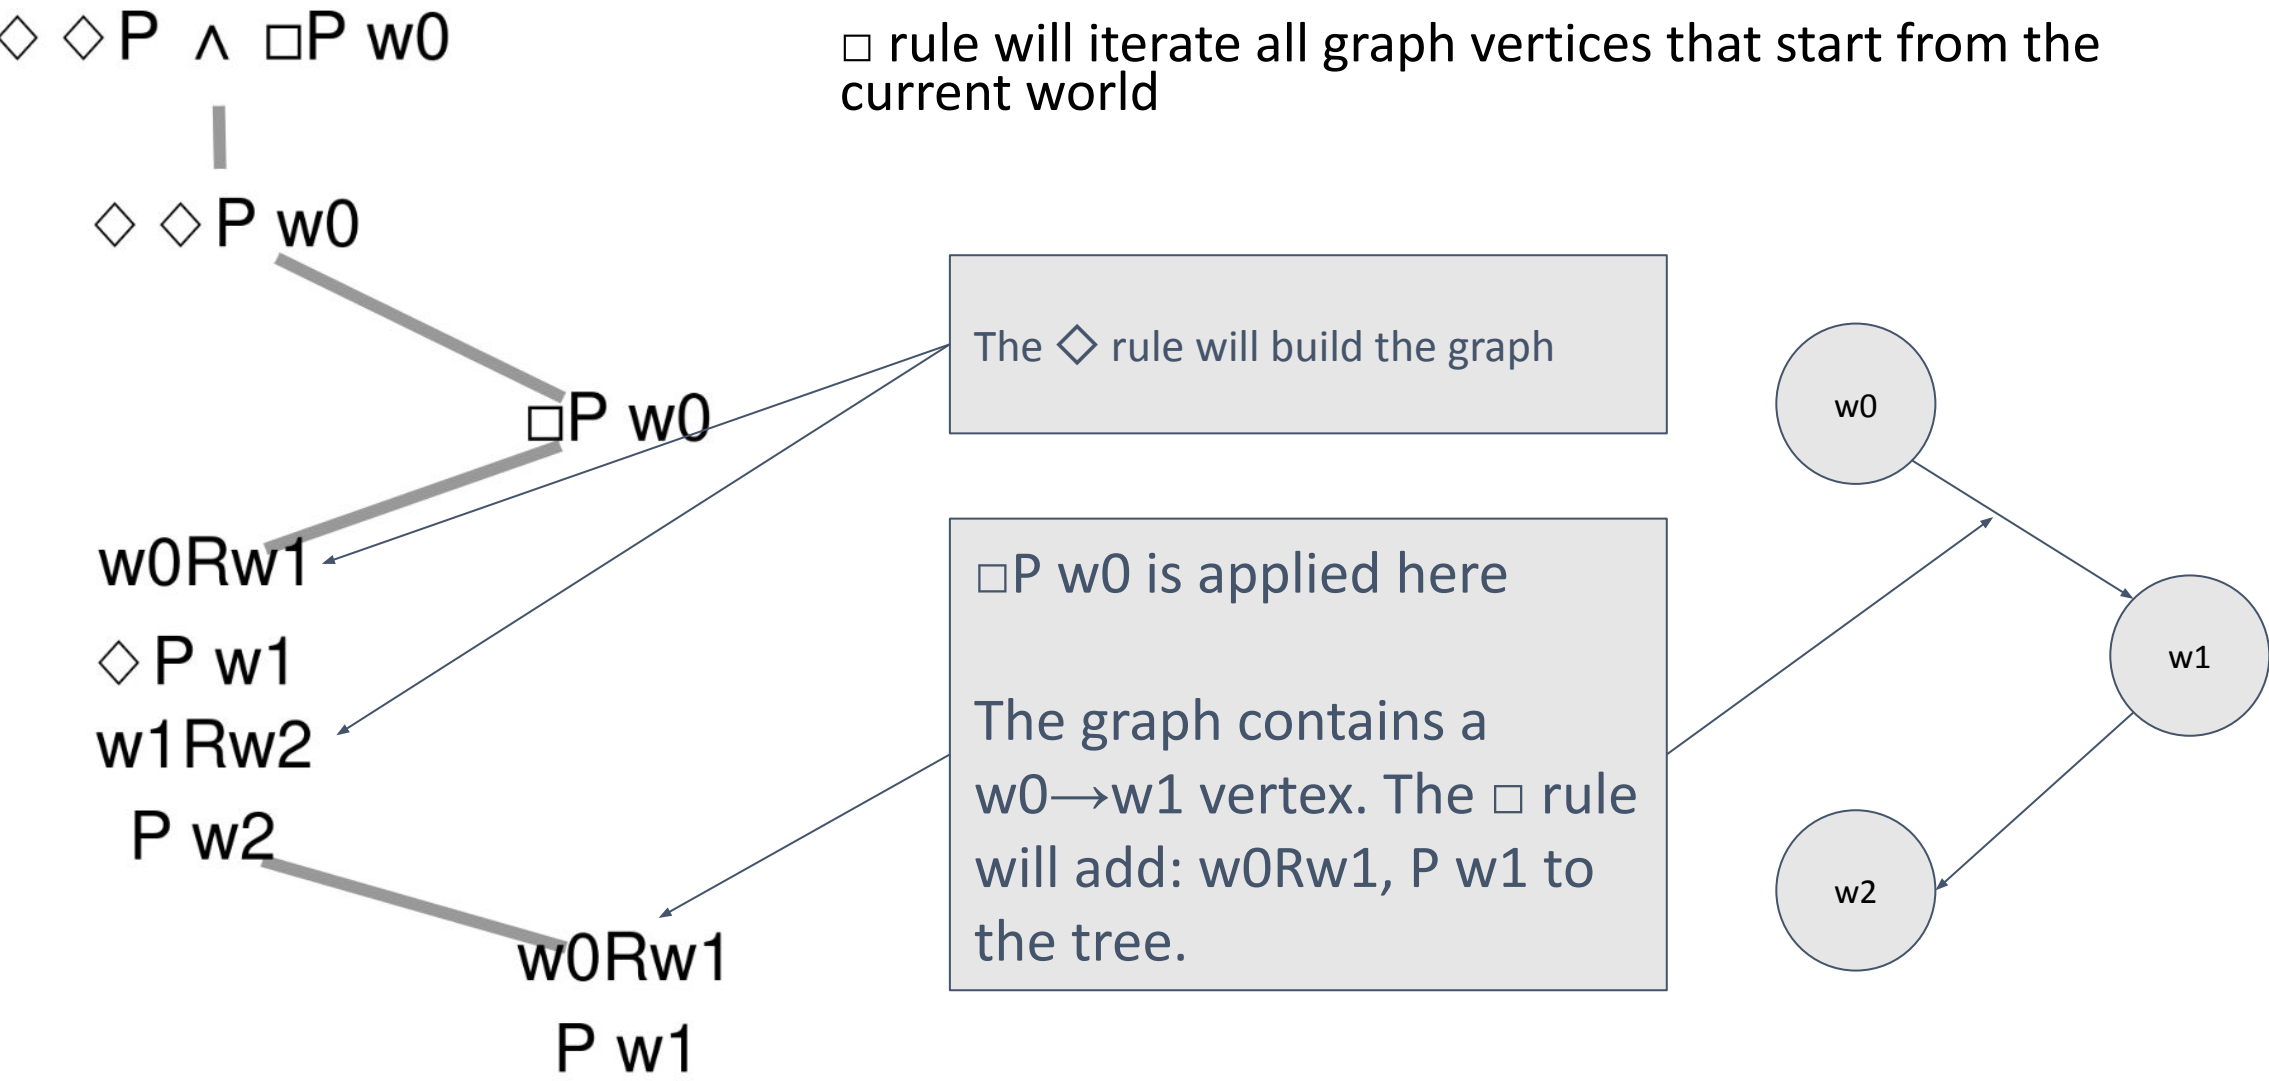 ◇ ◇P ∧ □P w0
□ rule will iterate all graph vertices that start from the
current world
◇ ◇P w0
□P w0
w0Rw1
◇P w1
w1Rw2
P w2
w0Rw1
P w1
The ◇ rule will build the graph
□P w0 is applied here
The graph contains a
w0→w1 vertex. The □ rule
will add: w0Rw1, P w1 to
the tree.
w0
w1
w2